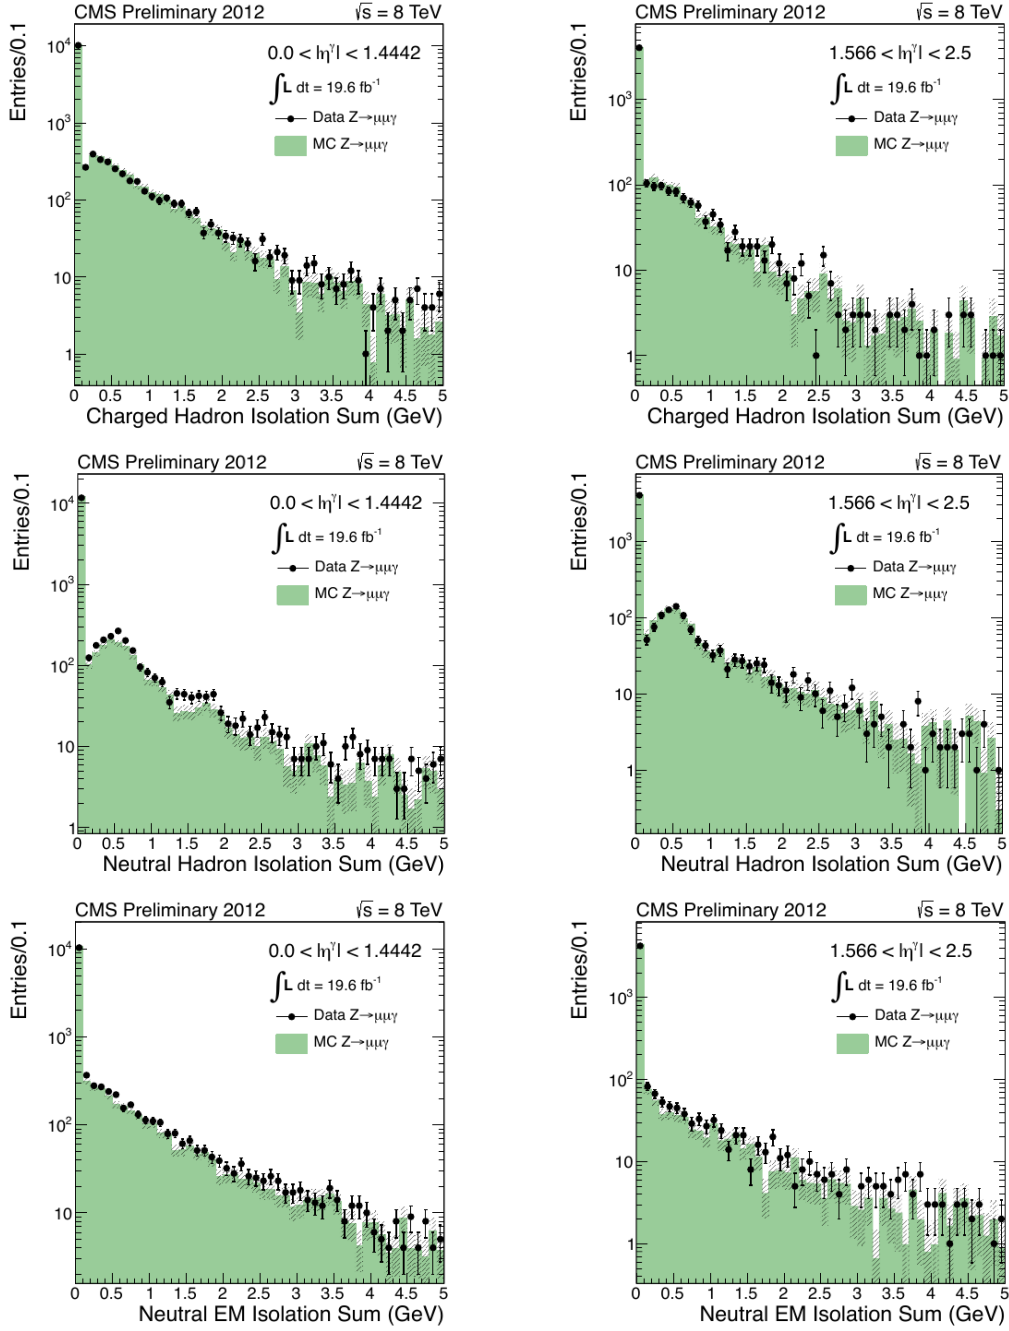 CMS Preliminary 2012 √s = 8 TeV
Entries/0.1
0.0 < |η^γ| < 1.4442
∫L dt = 19.6 fb⁻¹
Data Z→μμγ
MC Z→μμγ
10⁴
10³
10²
10
1
0 0.5 1 1.5 2 2.5 3 3.5 4 4.5 5
Charged Hadron Isolation Sum (GeV)
CMS Preliminary 2012 √s = 8 TeV
Entries/0.1
1.566 < |η^γ| < 2.5
∫L dt = 19.6 fb⁻¹
Data Z→μμγ
MC Z→μμγ
10³
10²
10
1
0 0.5 1 1.5 2 2.5 3 3.5 4 4.5 5
Charged Hadron Isolation Sum (GeV)
CMS Preliminary 2012 √s = 8 TeV
Entries/0.1
0.0 < |η^γ| < 1.4442
∫L dt = 19.6 fb⁻¹
Data Z→μμγ
MC Z→μμγ
10⁴
10³
10²
10
1
0 0.5 1 1.5 2 2.5 3 3.5 4 4.5 5
Neutral Hadron Isolation Sum (GeV)
CMS Preliminary 2012 √s = 8 TeV
Entries/0.1
1.566 < |η^γ| < 2.5
∫L dt = 19.6 fb⁻¹
Data Z→μμγ
MC Z→μμγ
10³
10²
10
1
0 0.5 1 1.5 2 2.5 3 3.5 4 4.5 5
Neutral Hadron Isolation Sum (GeV)
CMS Preliminary 2012 √s = 8 TeV
Entries/0.1
0.0 < |η^γ| < 1.4442
∫L dt = 19.6 fb⁻¹
Data Z→μμγ
MC Z→μμγ
10⁴
10³
10²
10
0 0.5 1 1.5 2 2.5 3 3.5 4 4.5 5
Neutral EM Isolation Sum (GeV)
CMS Preliminary 2012 √s = 8 TeV
Entries/0.1
1.566 < |η^γ| < 2.5
∫L dt = 19.6 fb⁻¹
Data Z→μμγ
MC Z→μμγ
10³
10²
10
1
0 0.5 1 1.5 2 2.5 3 3.5 4 4.5 5
Neutral EM Isolation Sum (GeV)